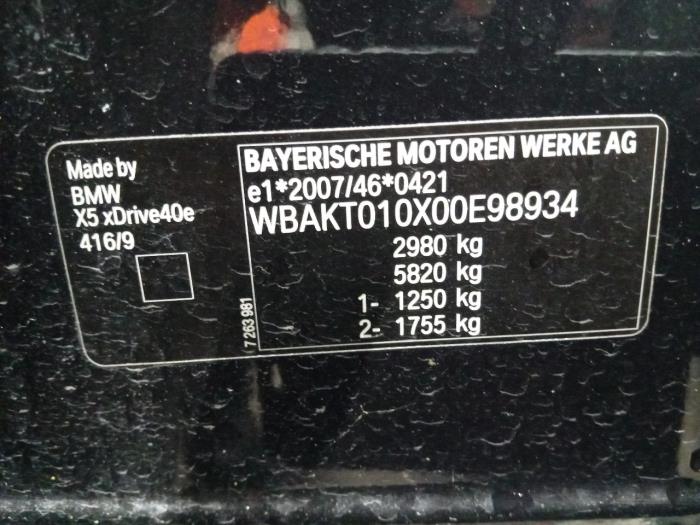 Made by
BMW
X5 xDrive40e
416/9
BAYERISCHE MOTOREN WERKE AG
e1*2007/46*0421
WBAKT010X00E98934
2980 kg
5820 kg
1- 1250 kg
2- 1755 kg
7 263 981